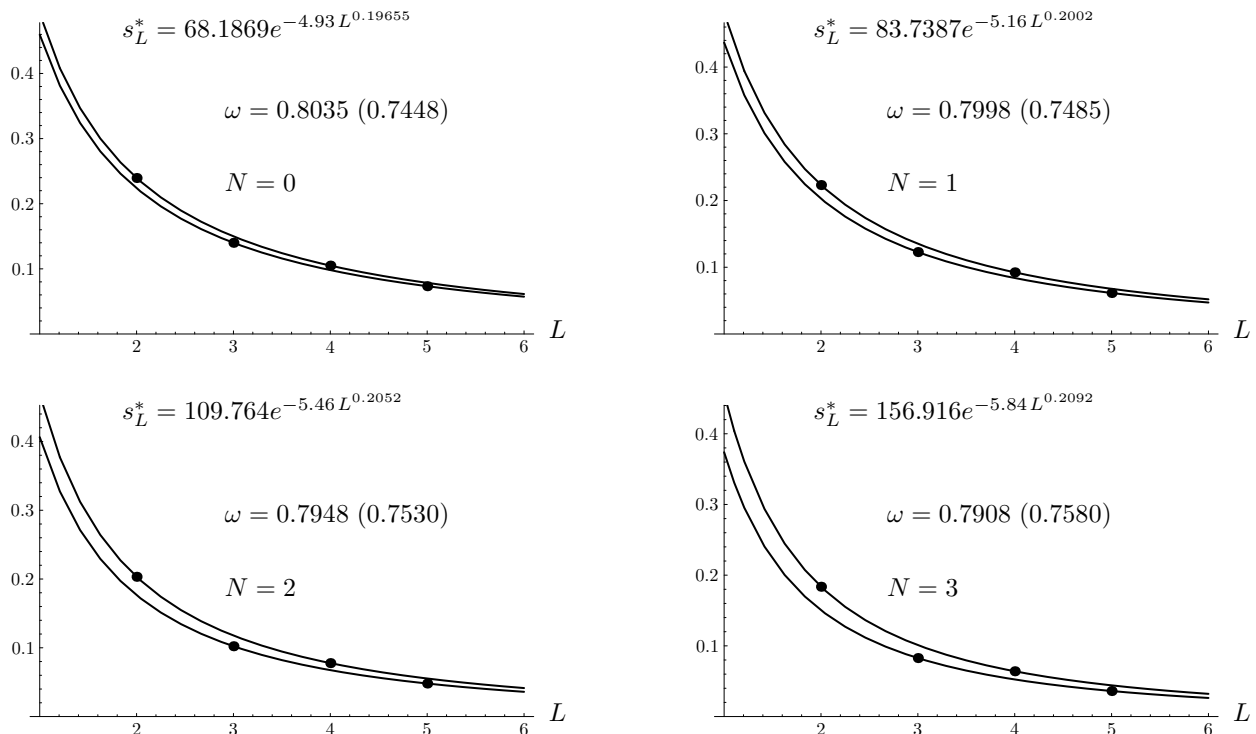 s*_L = 68.1869e^{-4.93 L^{0.19655}}
0.4
0.3
0.2
0.1
ω = 0.8035 (0.7448)
N = 0
2 3 4 5 6 L
s*_L = 83.7387e^{-5.16 L^{0.2002}}
0.4
0.3
0.2
0.1
ω = 0.7998 (0.7485)
N = 1
2 3 4 5 6 L
s*_L = 109.764e^{-5.46 L^{0.2052}}
0.4
0.3
0.2
0.1
ω = 0.7948 (0.7530)
N = 2
2 3 4 5 6 L
s*_L = 156.916e^{-5.84 L^{0.2092}}
0.4
0.3
0.2
0.1
ω = 0.7908 (0.7580)
N = 3
2 3 4 5 6 L